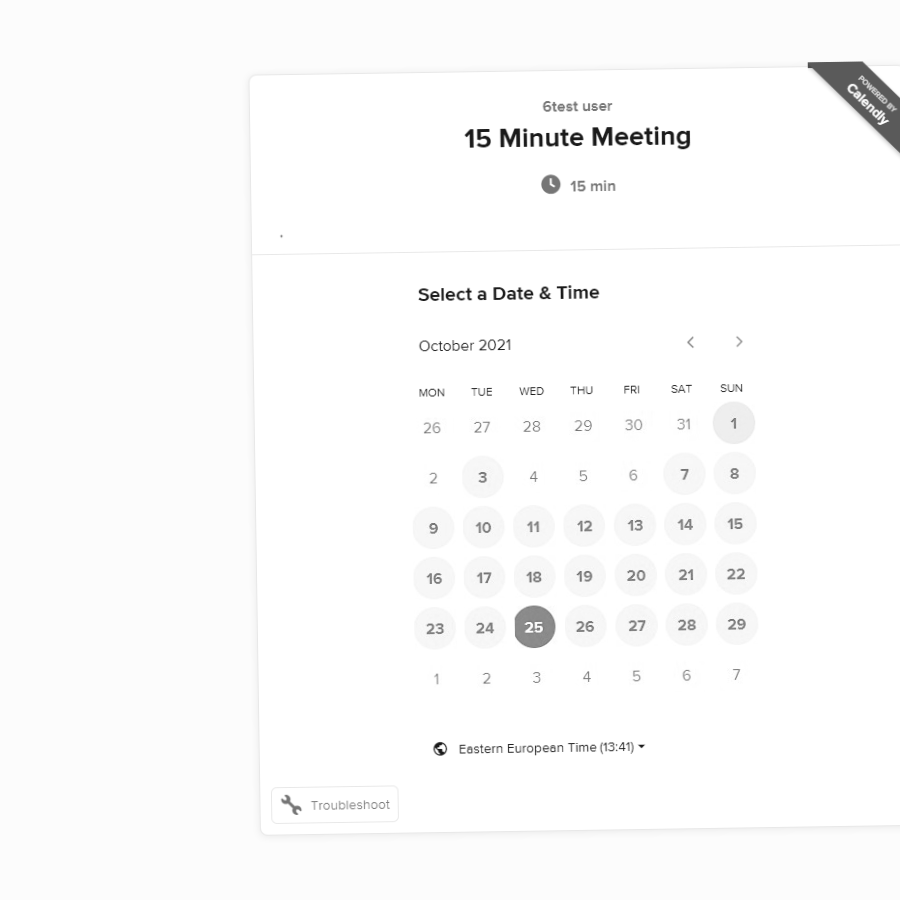 POWERED BY
Calendly
6test user
15 Minute Meeting
15 min
.
Select a Date & Time
October 2021
MON TUE WED THU FRI SAT SUN
26 27 28 29 30 31 1
2 3 4 5 6 7 8
9 10 11 12 13 14 15
16 17 18 19 20 21 22
23 24 25 26 27 28 29
1 2 3 4 5 6 7
Eastern European Time (13:41)
Troubleshoot